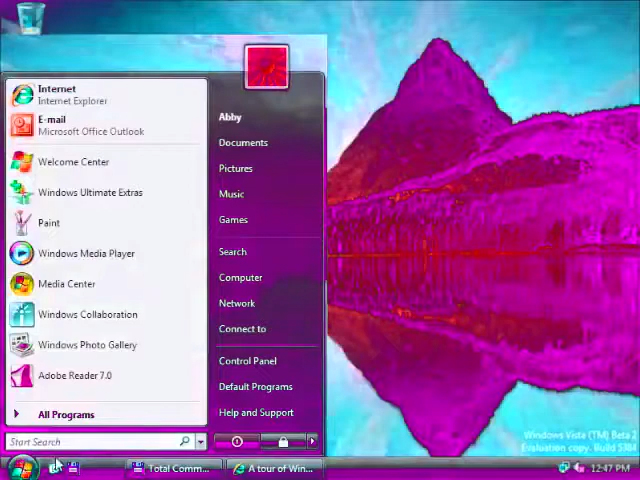 Internet
Internet Explorer
E-mail
Microsoft Office Outlook
Welcome Center
Windows Ultimate Extras
Paint
Windows Media Player
Media Center
Windows Collaboration
Windows Photo Gallery
Adobe Reader 7.0
All Programs
Start Search
Abby
Documents
Pictures
Music
Games
Search
Computer
Network
Connect to
Control Panel
Default Programs
Help and Support
Windows Vista (TM) Beta 2
Evaluation copy. Build 5384
Total Comm...
A tour of Win...
12:47 PM